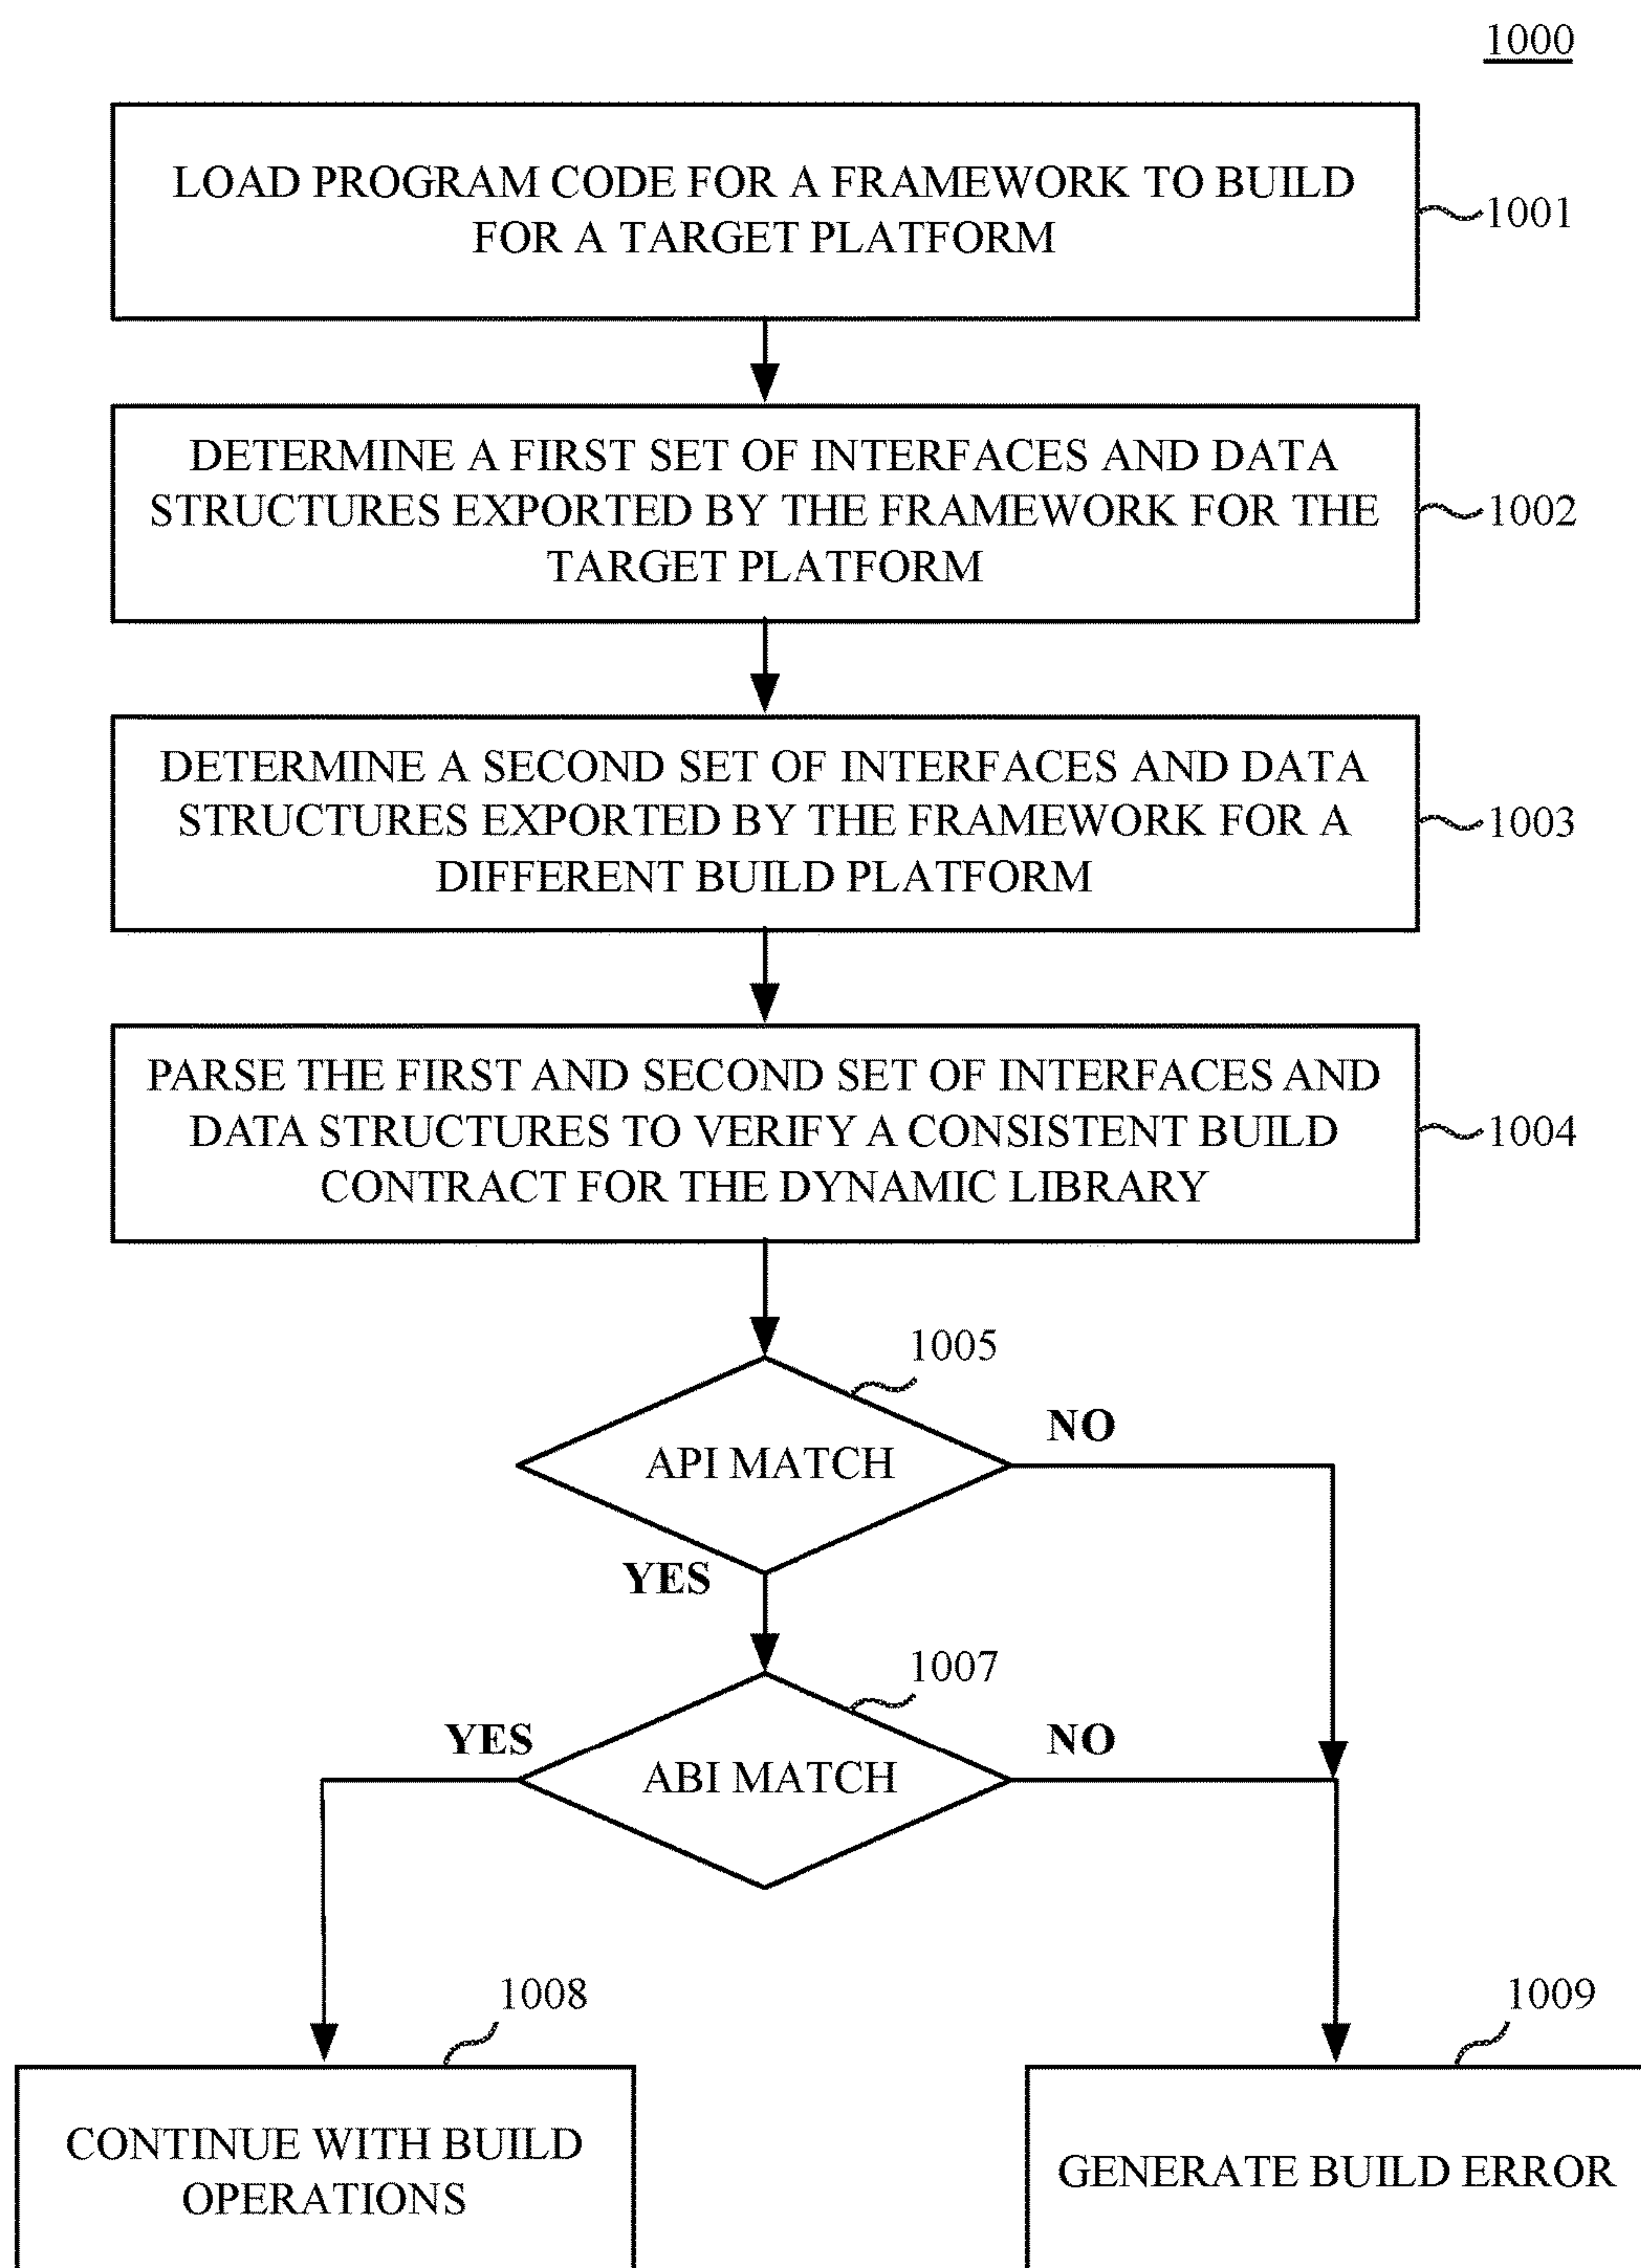 1000
LOAD PROGRAM CODE FOR A FRAMEWORK TO BUILD
FOR A TARGET PLATFORM
1001
DETERMINE A FIRST SET OF INTERFACES AND DATA
STRUCTURES EXPORTED BY THE FRAMEWORK FOR THE
TARGET PLATFORM
1002
DETERMINE A SECOND SET OF INTERFACES AND DATA
STRUCTURES EXPORTED BY THE FRAMEWORK FOR A
DIFFERENT BUILD PLATFORM
1003
PARSE THE FIRST AND SECOND SET OF INTERFACES AND
DATA STRUCTURES TO VERIFY A CONSISTENT BUILD
CONTRACT FOR THE DYNAMIC LIBRARY
1004
1005
API MATCH
NO
YES
1007
ABI MATCH
YES
NO
1008
CONTINUE WITH BUILD
OPERATIONS
1009
GENERATE BUILD ERROR